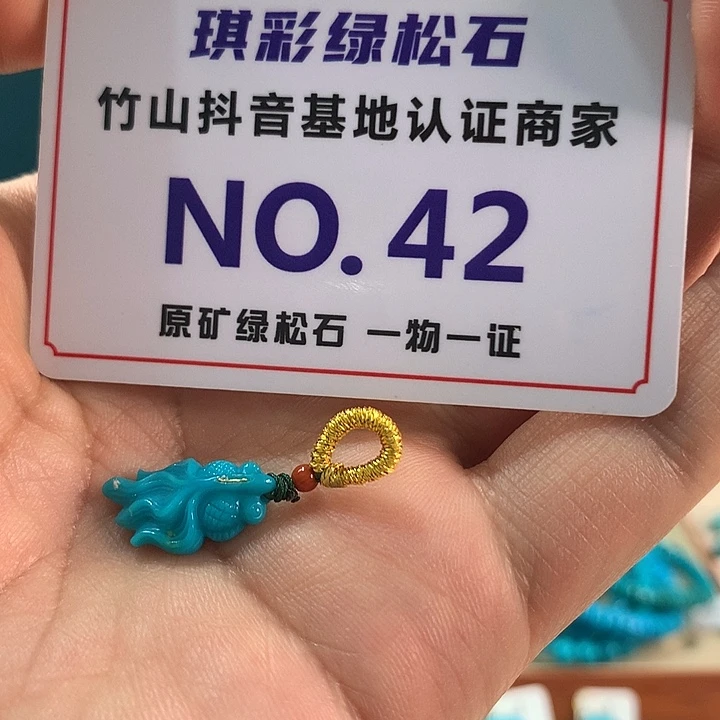 琪彩绿松石
竹山抖音基地认证商家
NO.42
原矿绿松石 一物一证